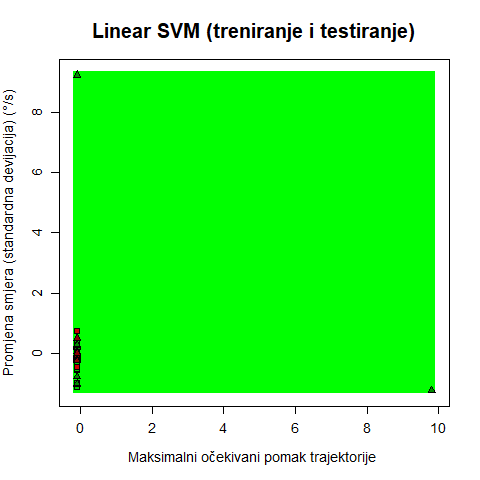 Linear SVM (treniranje i testiranje)
Promjena smjera (standardna devijacija) (°/s)
8
6
4
2
0
0 2 4 6 8 10
Maksimalni očekivani pomak trajektorije